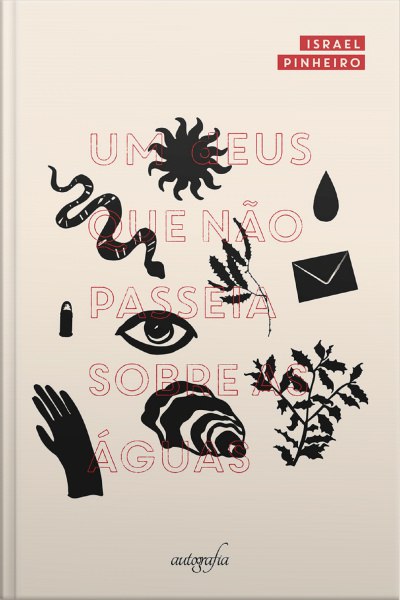 ISRAEL
PINHEIRO
UM dEUS
QUE NÃO
PASSEIA
SOBRE AS
ÁGUAS
autografia